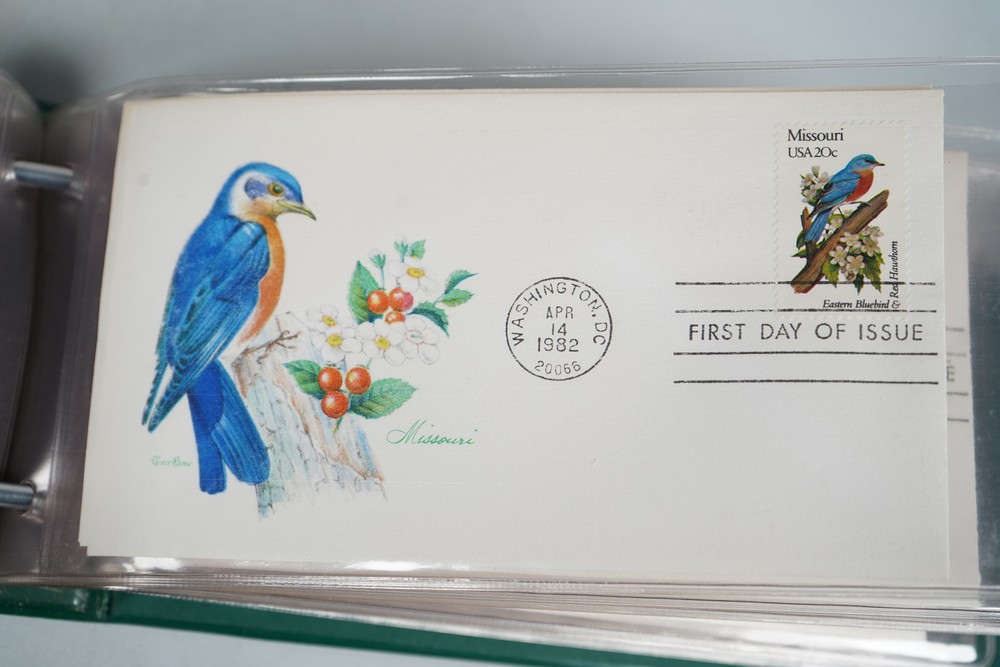 Missouri
USA 20c
Eastern Bluebird &
Red Hawthorn
WASHINGTON, DC
APR
14
1982
20066
FIRST DAY OF ISSUE
Missouri
E